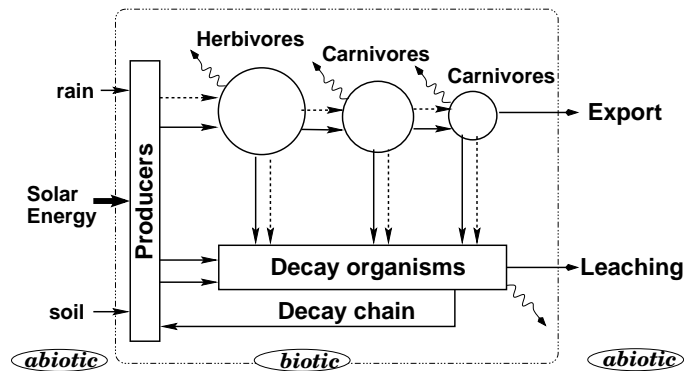 Herbivores
Carnivores
Carnivores
rain
Export
Solar
Energy
Producers
Decay organisms
Leaching
soil
Decay chain
abiotic
biotic
abiotic